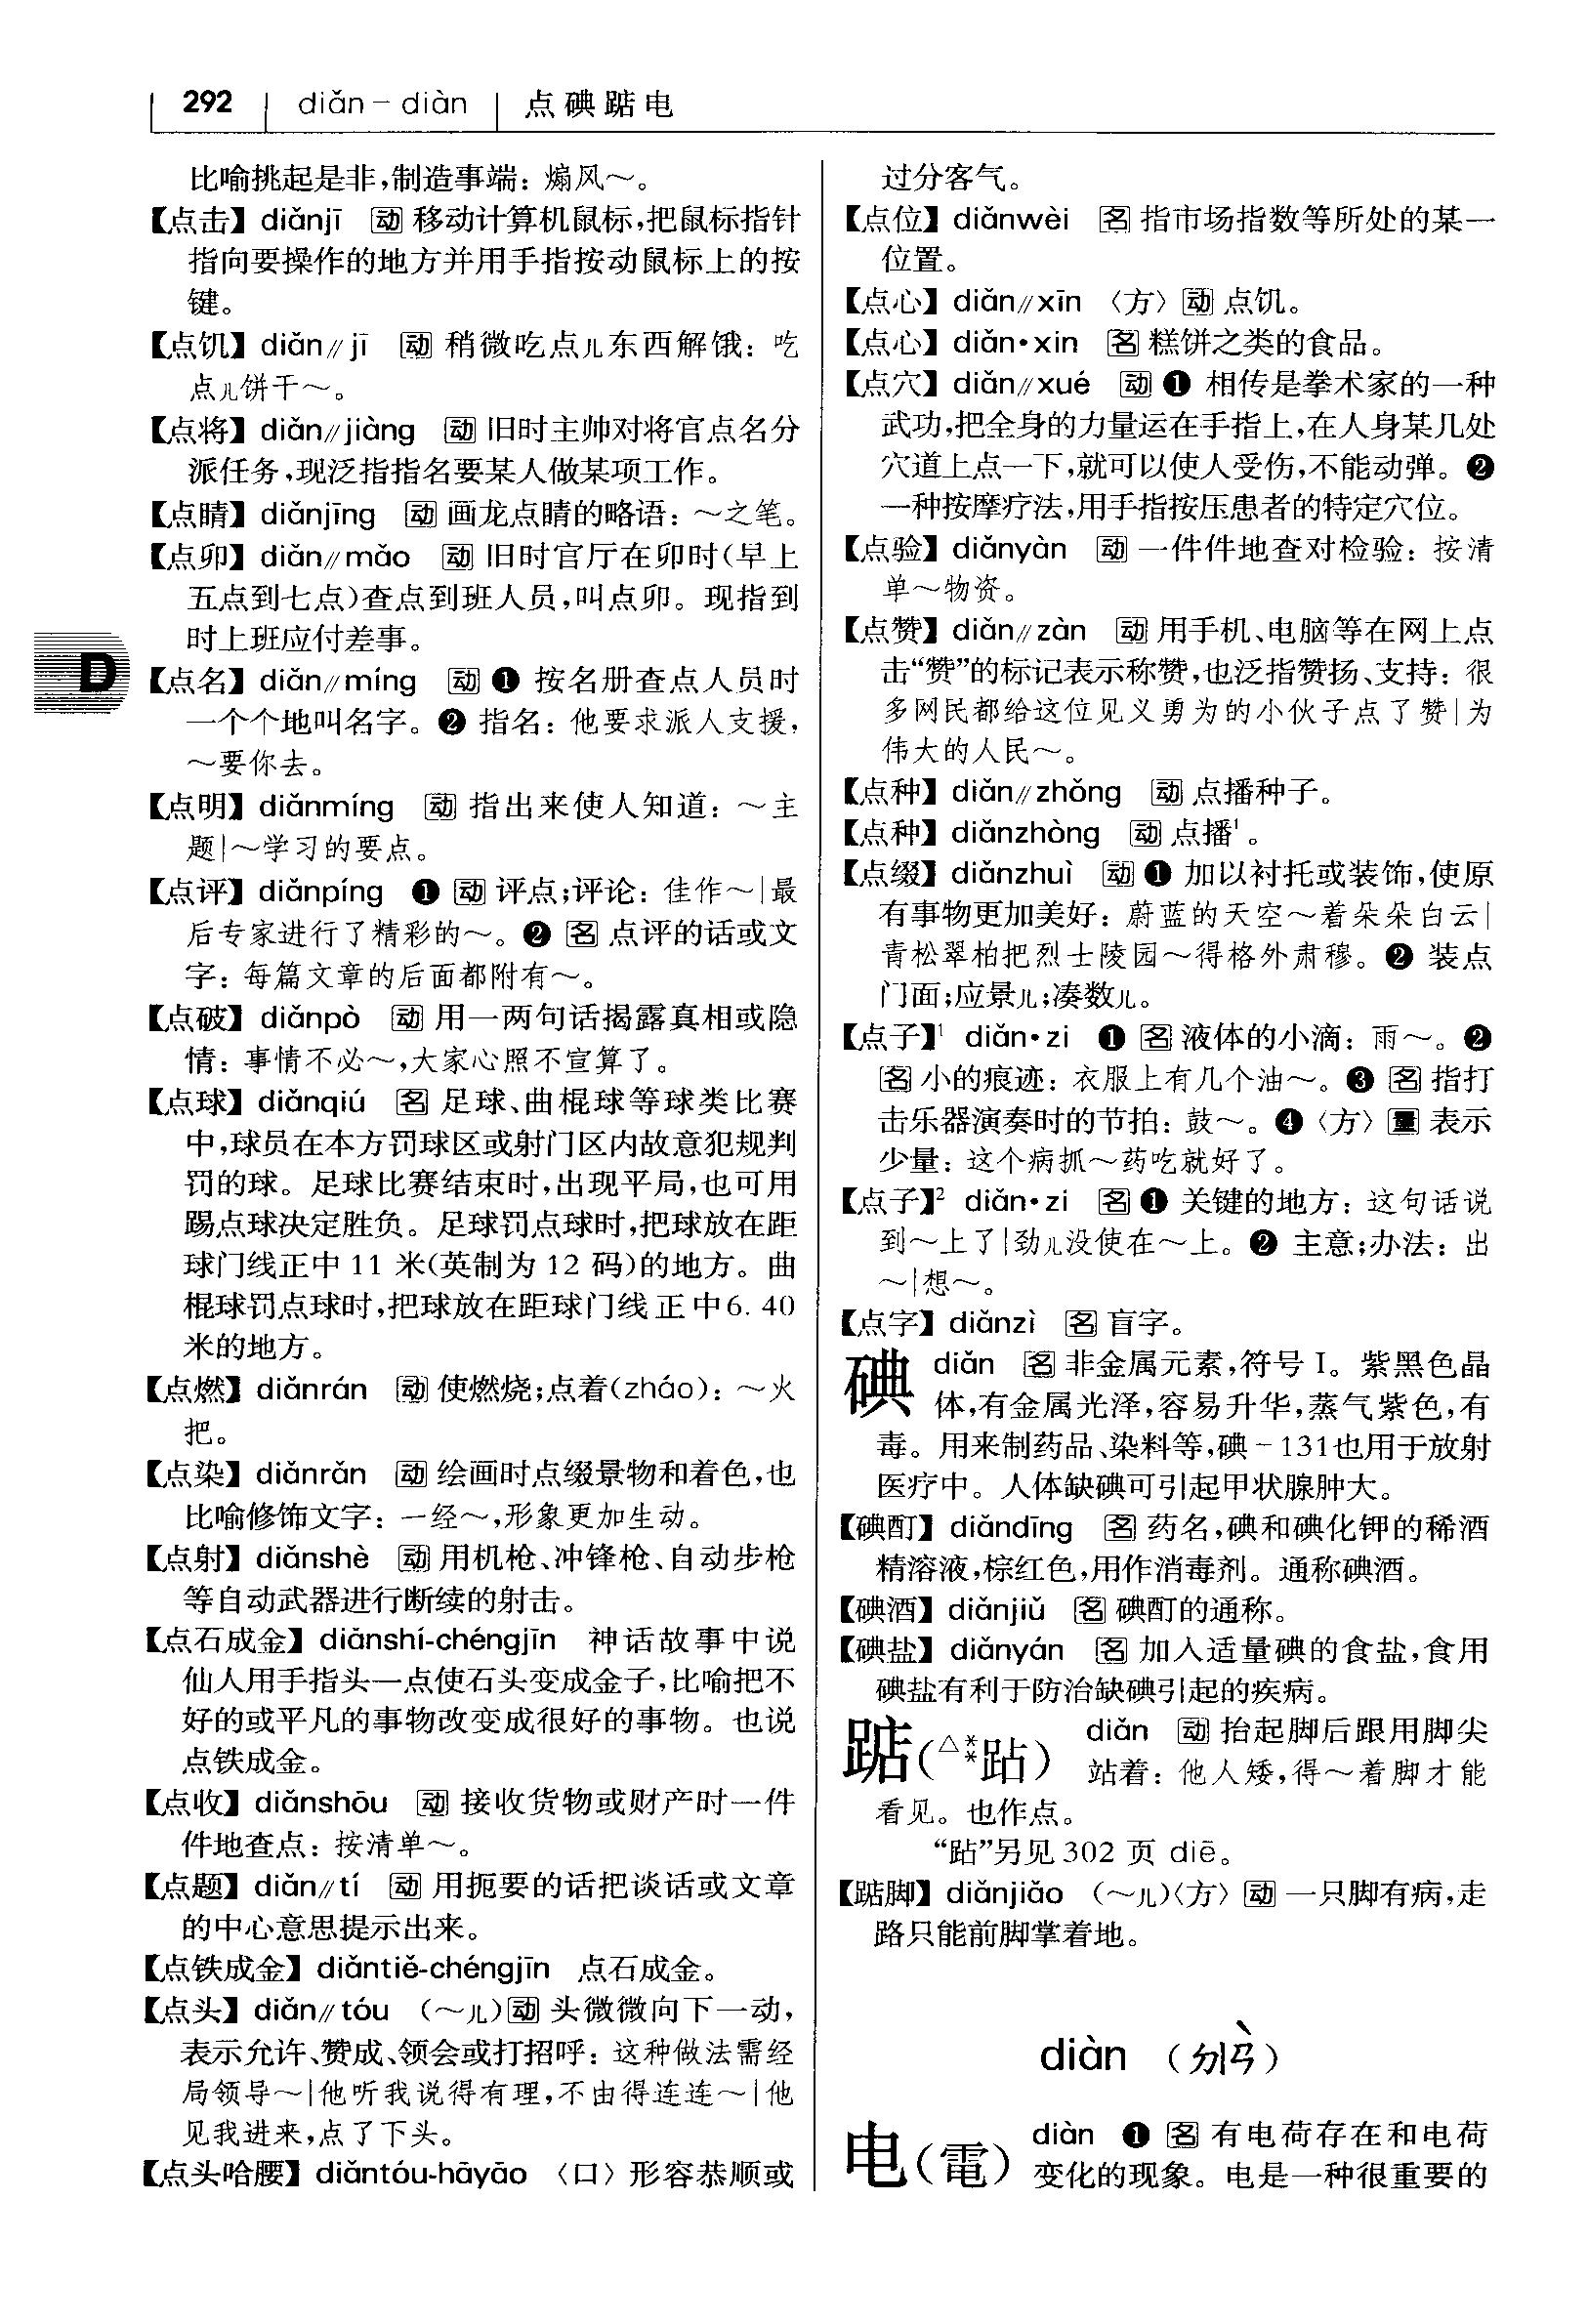 292 diǎn－diàn 点碘踮电
比喻挑起是非,制造事端：煽风～。
【点击】diǎnjī 动 移动计算机鼠标,把鼠标指针
指向要操作的地方并用手指按动鼠标上的按
键。
【点饥】diǎn∥jī 动 稍微吃点儿东西解饿：吃
点儿饼干～。
【点将】diǎn∥jiàng 动 旧时主帅对将官点名分
派任务,现泛指指名要某人做某项工作。
【点睛】diǎnjīng 动 画龙点睛的略语：～之笔。
【点卯】diǎn∥mǎo 动 旧时官厅在卯时(早上
五点到七点)查点到班人员,叫点卯。现指到
时上班应付差事。
D
【点名】diǎn∥míng 动 ❶ 按名册查点人员时
一个个地叫名字。❷ 指名：他要求派人支援,
～要你去。
【点明】diǎnmíng 动 指出来使人知道：～主
题|～学习的要点。
【点评】diǎnpíng ❶ 动 评点;评论：佳作～|最
后专家进行了精彩的～。❷ 名 点评的话或文
字：每篇文章的后面都附有～。
【点破】diǎnpò 动 用一两句话揭露真相或隐
情：事情不必～,大家心照不宣算了。
【点球】diǎnqiú 名 足球、曲棍球等球类比赛
中,球员在本方罚球区或射门区内故意犯规判
罚的球。足球比赛结束时,出现平局,也可用
踢点球决定胜负。足球罚点球时,把球放在距
球门线正中 11 米(英制为 12 码)的地方。曲
棍球罚点球时,把球放在距球门线正中6.40
米的地方。
【点燃】diǎnrán 动 使燃烧;点着(zháo)：～火
把。
【点染】diǎnrǎn 动 绘画时点缀景物和着色,也
比喻修饰文字：一经～,形象更加生动。
【点射】diǎnshè 动 用机枪、冲锋枪、自动步枪
等自动武器进行断续的射击。
【点石成金】diǎnshí-chéngjīn 神话故事中说
仙人用手指头一点使石头变成金子,比喻把不
好的或平凡的事物改变成很好的事物。也说
点铁成金。
【点收】diǎnshōu 动 接收货物或财产时一件
件地查点：按清单～。
【点题】diǎn∥tí 动 用扼要的话把谈话或文章
的中心意思提示出来。
【点铁成金】diǎntiě-chéngjīn 点石成金。
【点头】diǎn∥tóu (～儿)动 头微微向下一动,
表示允许、赞成、领会或打招呼：这种做法需经
局领导～|他听我说得有理,不由得连连～|他
见我进来,点了下头。
【点头哈腰】diǎntóu-hāyāo 〈口〉形容恭顺或
过分客气。
【点位】diǎnwèi 名 指市场指数等所处的某一
位置。
【点心】diǎn∥xīn 〈方〉动 点饥。
【点心】diǎn•xin 名 糕饼之类的食品。
【点穴】diǎn∥xué 动 ❶ 相传是拳术家的一种
武功,把全身的力量运在手指上,在人身某几处
穴道上点一下,就可以使人受伤,不能动弹。❷
一种按摩疗法,用手指按压患者的特定穴位。
【点验】diǎnyàn 动 一件件地查对检验：按清
单～物资。
【点赞】diǎn∥zàn 动 用手机、电脑等在网上点
击“赞”的标记表示称赞,也泛指赞扬、支持：很
多网民都给这位见义勇为的小伙子点了赞|为
伟大的人民～。
【点种】diǎn∥zhǒng 动 点播种子。
【点种】diǎnzhòng 动 点播¹。
【点缀】diǎnzhuì 动 ❶ 加以衬托或装饰,使原
有事物更加美好：蔚蓝的天空～着朵朵白云|
青松翠柏把烈士陵园～得格外肃穆。❷ 装点
门面;应景儿;凑数儿。
【点子】¹ diǎn•zi ❶ 名 液体的小滴：雨～。❷
名 小的痕迹：衣服上有几个油～。❸ 名 指打
击乐器演奏时的节拍：鼓～。❹〈方〉量 表示
少量：这个病抓～药吃就好了。
【点子】² diǎn•zi 名 ❶ 关键的地方：这句话说
到～上了|劲儿没使在～上。❷ 主意;办法：出
～|想～。
【点字】diǎnzì 名 盲字。
碘 diǎn 名 非金属元素,符号 I。紫黑色晶
体,有金属光泽,容易升华,蒸气紫色,有
毒。用来制药品、染料等,碘－131也用于放射
医疗中。人体缺碘可引起甲状腺肿大。
【碘酊】diǎndīng 名 药名,碘和碘化钾的稀酒
精溶液,棕红色,用作消毒剂。通称碘酒。
【碘酒】diǎnjiǔ 名 碘酊的通称。
【碘盐】diǎnyán 名 加入适量碘的食盐,食用
碘盐有利于防治缺碘引起的疾病。
踮(△**跕) diǎn 动 抬起脚后跟用脚尖
站着：他人矮,得～着脚才能
看见。也作点。
“跕”另见 302 页 diē。
【踮脚】diǎnjiǎo (～儿)〈方〉动 一只脚有病,走
路只能前脚掌着地。
diàn (ㄉㄧㄢˋ)
电(電) diàn ❶ 名 有电荷存在和电荷
变化的现象。电是一种很重要的